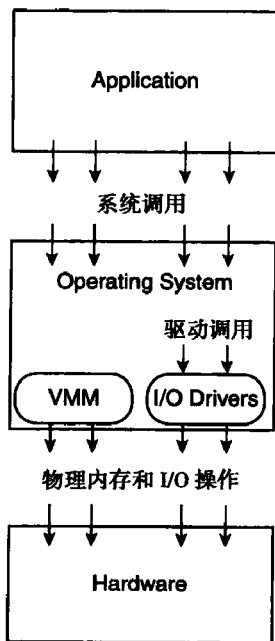 Application
系统调用
Operating System
驱动调用
VMM
I/O Drivers
物理内存和 I/O 操作
Hardware